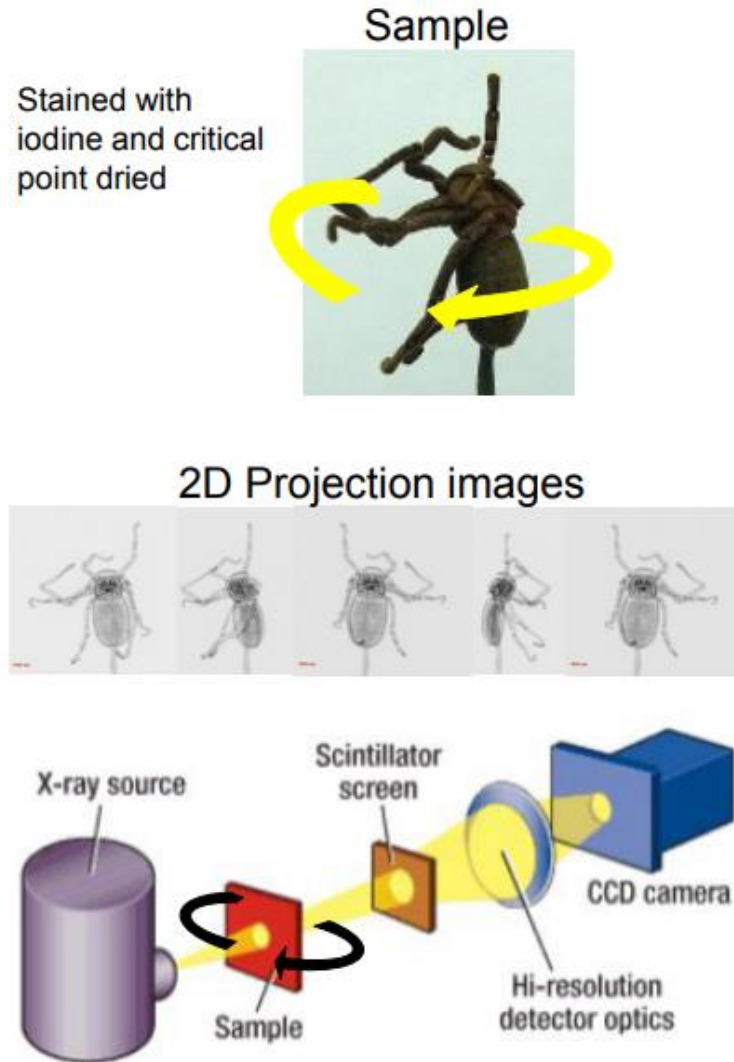 Sample
Stained with
iodine and critical
point dried
2D Projection images
X-ray source
Scintillator
screen
CCD camera
Hi-resolution
detector optics
Sample